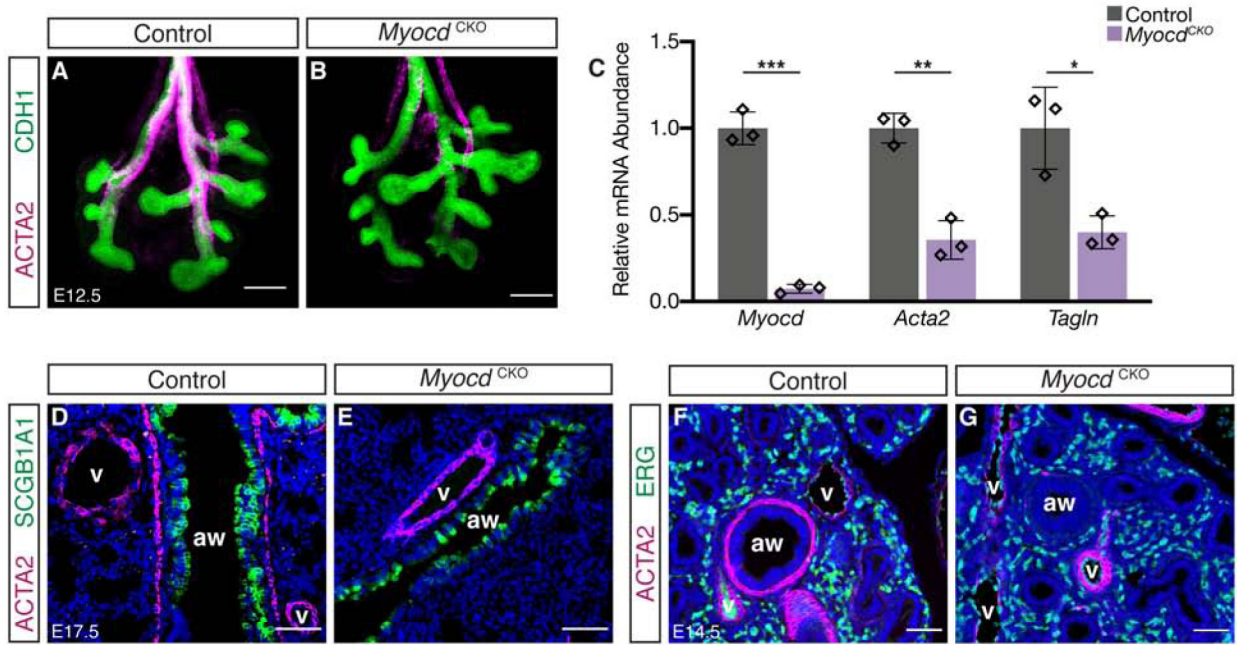 Control
Myocd CKO
ACTA2 CDH1
A
B
E12.5
C
Control
Myocd CKO
Relative mRNA Abundance
1.5
1.0
0.5
0.0
***
**
*
Myocd
Acta2
Tagln
Control
Myocd CKO
ACTA2 SCGB1A1
D
v
aw
v
E17.5
E
v
aw
Control
Myocd CKO
ACTA2 ERG
F
v
aw
v
E14.5
G
v
aw
v
v